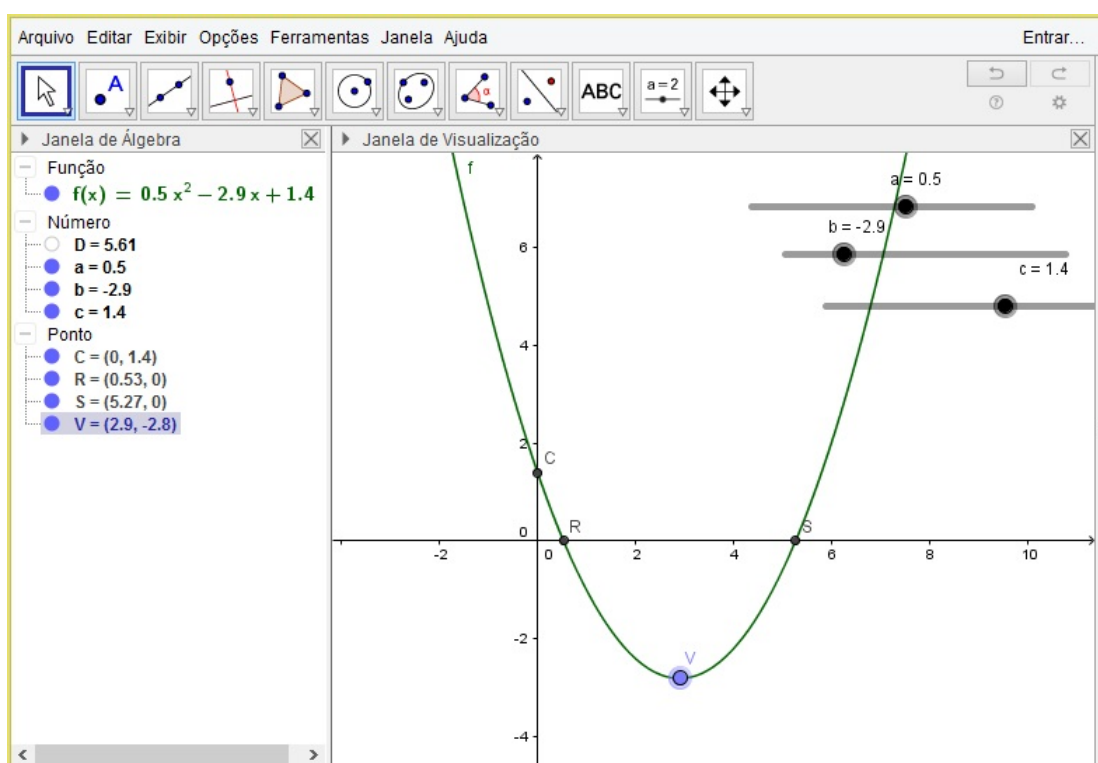 Arquivo Editar Exibir Opções Ferramentas Janela Ajuda Entrar...
A α ABC a=2
Janela de Álgebra
Janela de Visualização
Função
f(x) = 0.5 x² − 2.9 x + 1.4
Número
D = 5.61
a = 0.5
b = -2.9
c = 1.4
Ponto
C = (0, 1.4)
R = (0.53, 0)
S = (5.27, 0)
V = (2.9, -2.8)
f
a = 0.5
b = -2.9
c = 1.4
6
4
2
C
0
R
S
-2 0 2 4 6 8 10
-2
V
-4